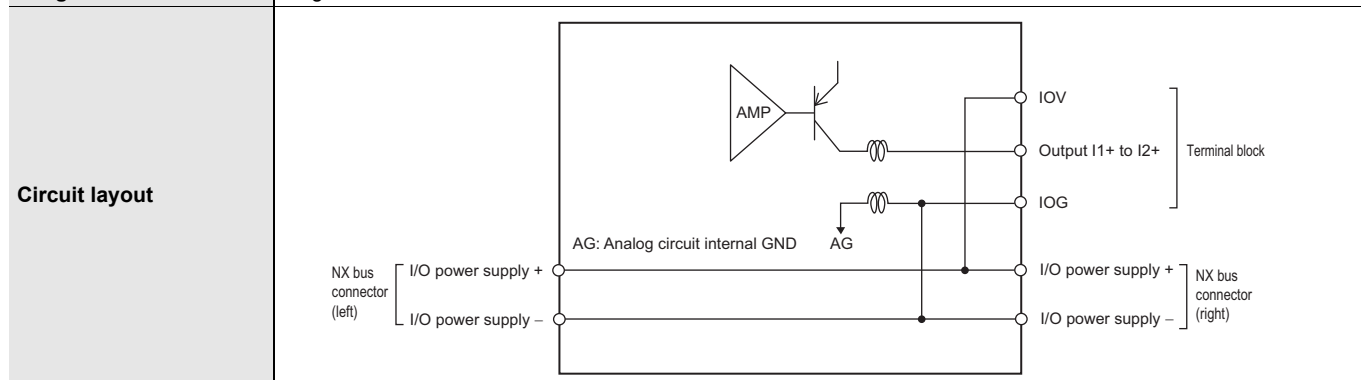 Circuit layout
AMP
IOV
Output I1+ to I2+
Terminal block
IOG
AG: Analog circuit internal GND
AG
NX bus
connector
(left)
I/O power supply +
I/O power supply −
I/O power supply +
I/O power supply −
NX bus
connector
(right)